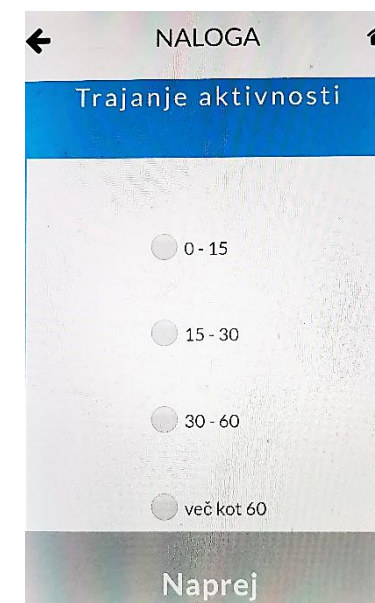 NALOGA
Trajanje aktivnosti
0 - 15
15 - 30
30 - 60
več kot 60
Naprej